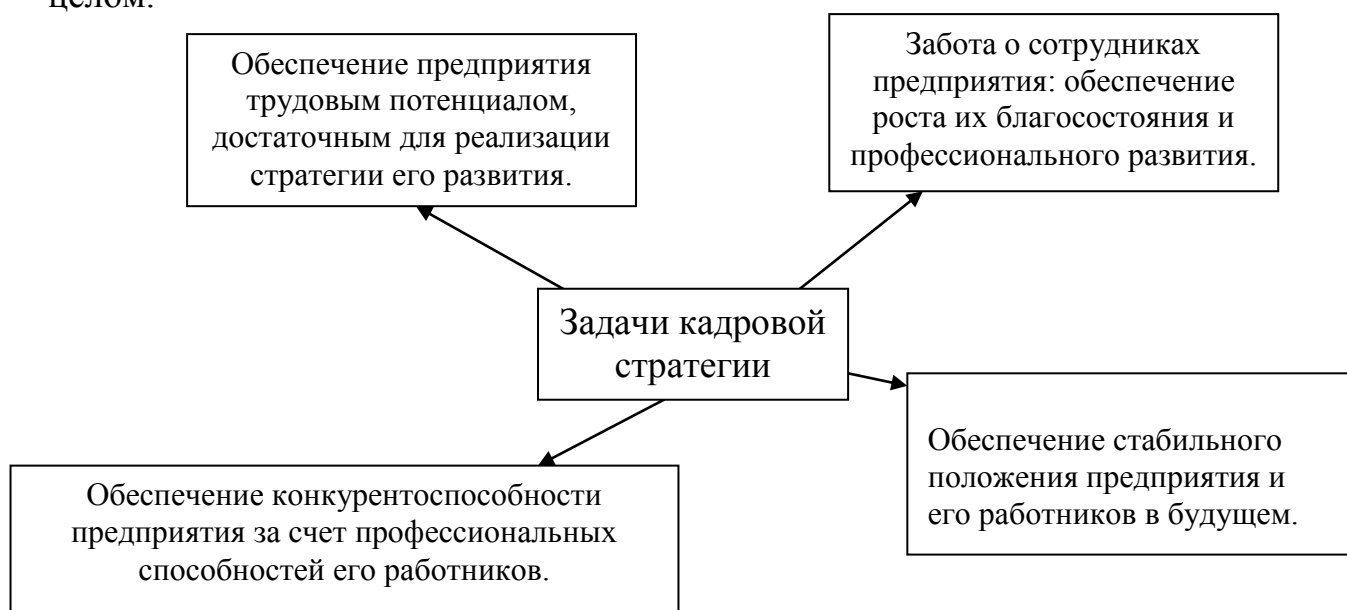 целом.
Обеспечение предприятия
трудовым потенциалом,
достаточным для реализации
стратегии его развития.
Забота о сотрудниках
предприятия: обеспечение
роста их благосостояния и
профессионального развития.
Задачи кадровой
стратегии
Обеспечение стабильного
положения предприятия и
его работников в будущем.
Обеспечение конкурентоспособности
предприятия за счет профессиональных
способностей его работников.